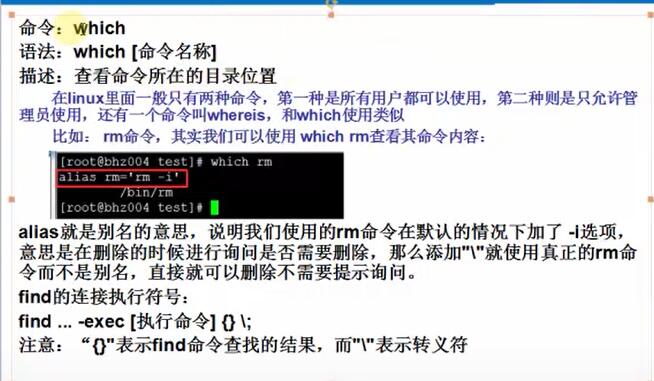 命令：which
语法：which [命令名称]
描述：查看命令所在的目录位置
在linux里面一般只有两种命令，第一种是所有用户都可以使用，第二种则是只允许管
理员使用，还有一个命令叫whereis，和which使用类似
比如： rm命令，其实我们可以使用 which rm查看其命令内容：
[root@bhz004 test]# which rm
alias rm='rm -i'
/bin/rm
[root@bhz004 test]#
alias就是别名的意思，说明我们使用的rm命令在默认的情况下加了 -i选项，
意思是在删除的时候进行询问是否需要删除，那么添加"\"就使用真正的rm命
令而不是别名，直接就可以删除不需要提示询问。
find的连接执行符号：
find ... -exec [执行命令] {} \;
注意：“{}"表示find命令查找的结果，而"\"表示转义符